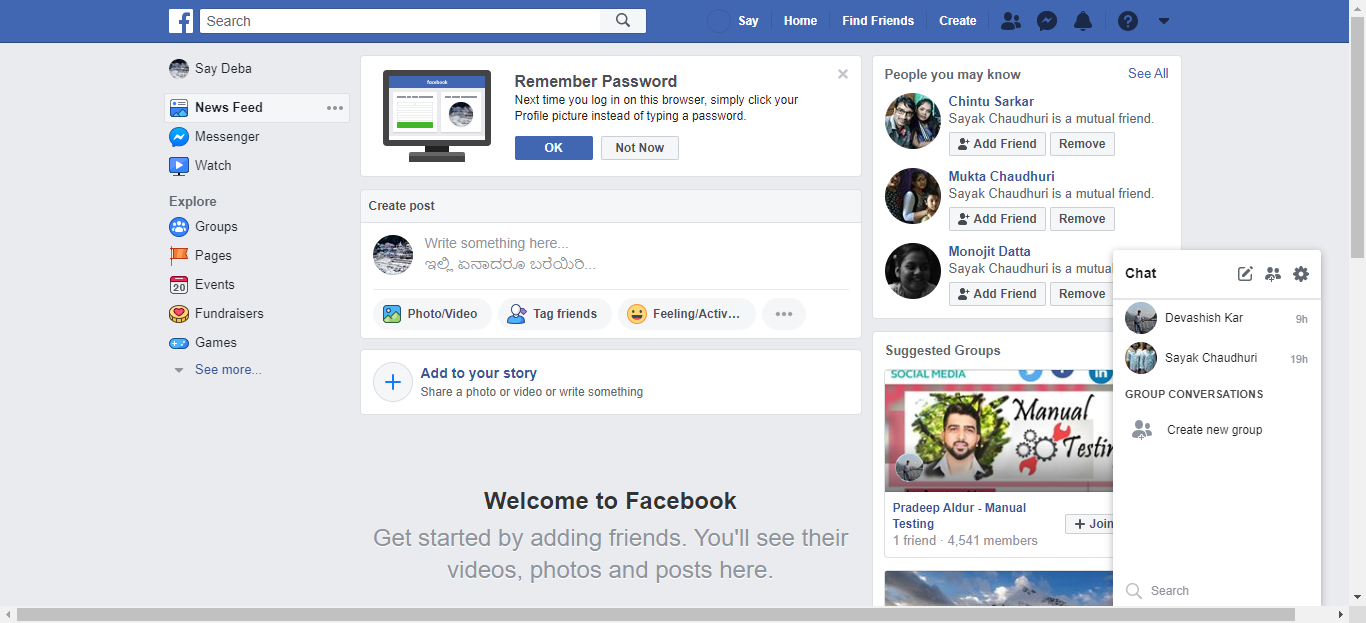 Search
Say
Home
Find Friends
Create
Say Deba
News Feed
Messenger
Watch
Explore
Groups
Pages
20
Events
Fundraisers
Games
See more...
facebook
Remember Password
Next time you log in on this browser, simply click your
Profile picture instead of typing a password.
OK
Not Now
Create post
Write something here...
ಇಲ್ಲಿ ಏನಾದರೂ ಬರೆಯಿರಿ...
Photo/Video
Tag friends
Feeling/Activ...
Add to your story
Share a photo or video or write something
Welcome to Facebook
Get started by adding friends. You'll see their
videos, photos and posts here.
People you may know
See All
Chintu Sarkar
Sayak Chaudhuri is a mutual friend.
Add Friend
Remove
Mukta Chaudhuri
Sayak Chaudhuri is a mutual friend.
Add Friend
Remove
Monojit Datta
Sayak Chaudhuri is a mutua
Add Friend
Remove
Suggested Groups
SOCIAL MEDIA
Manual
Testin
Pradeep Aldur - Manual
Testing
Join
1 friend · 4,541 members
Chat
Devashish Kar
9h
Sayak Chaudhuri
19h
GROUP CONVERSATIONS
Create new group
Search